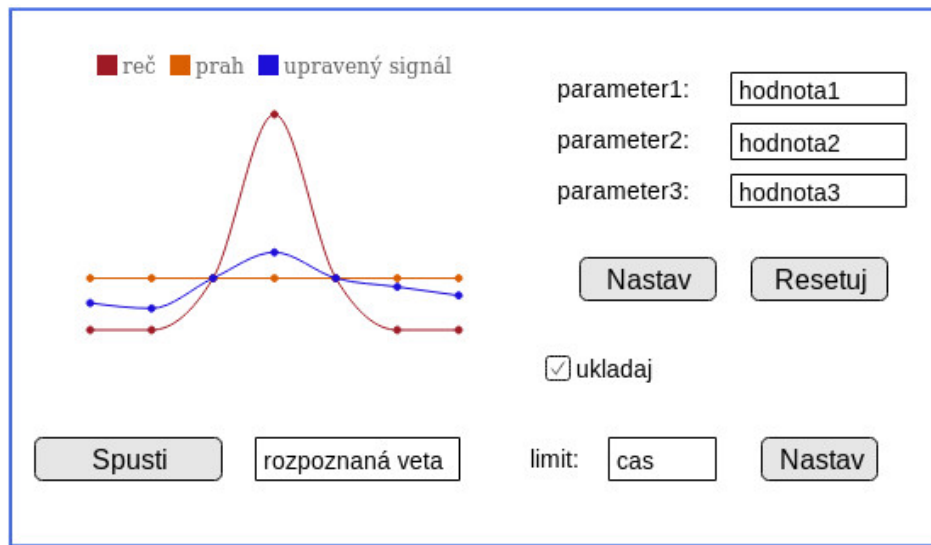 reč prah upravený signál
parameter1: hodnota1
parameter2: hodnota2
parameter3: hodnota3
Nastav Resetuj
ukladaj
Spusti rozpoznaná veta limit: cas Nastav